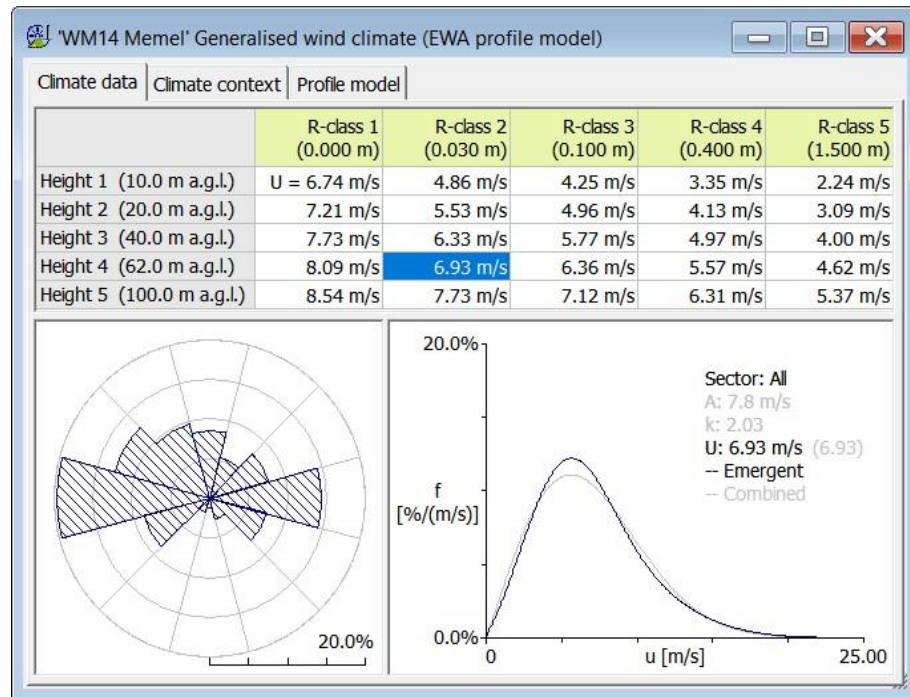 'WM14 Memel' Generalised wind climate (EWA profile model)
Climate data Climate context Profile model
R-class 1 R-class 2 R-class 3 R-class 4 R-class 5
(0.000 m) (0.030 m) (0.100 m) (0.400 m) (1.500 m)
Height 1 (10.0 m a.g.l.) U = 6.74 m/s 4.86 m/s 4.25 m/s 3.35 m/s 2.24 m/s
Height 2 (20.0 m a.g.l.) 7.21 m/s 5.53 m/s 4.96 m/s 4.13 m/s 3.09 m/s
Height 3 (40.0 m a.g.l.) 7.73 m/s 6.33 m/s 5.77 m/s 4.97 m/s 4.00 m/s
Height 4 (62.0 m a.g.l.) 8.09 m/s 6.93 m/s 6.36 m/s 5.57 m/s 4.62 m/s
Height 5 (100.0 m a.g.l.) 8.54 m/s 7.73 m/s 7.12 m/s 6.31 m/s 5.37 m/s
20.0%
20.0%
Sector: All
A: 7.8 m/s
k: 2.03
U: 6.93 m/s (6.93)
-- Emergent
-- Combined
f
[%/(m/s)]
0.0%
0 u [m/s] 25.00